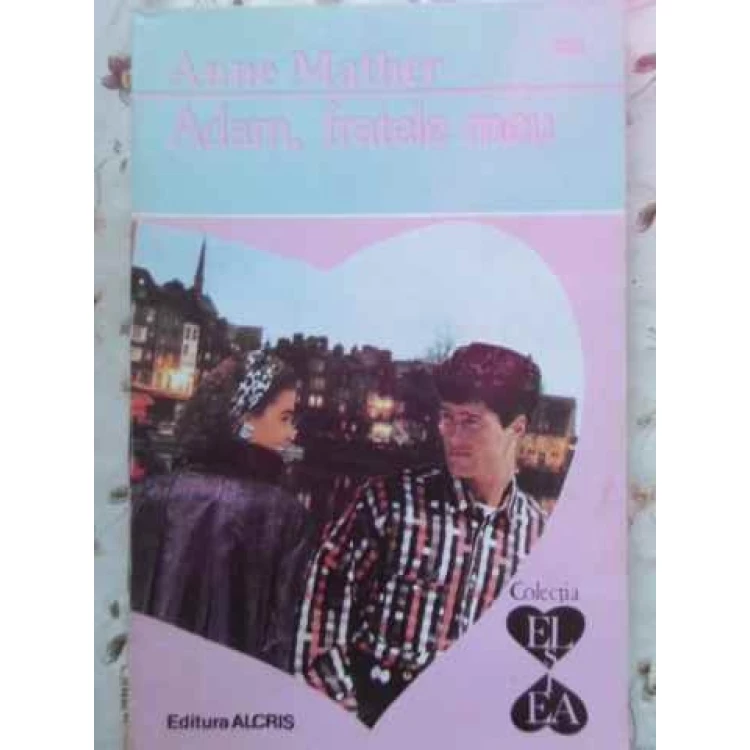 Anne Mather
Adam, fratele meu
Colecția
EL
ȘI
EA
Editura ALCRIS